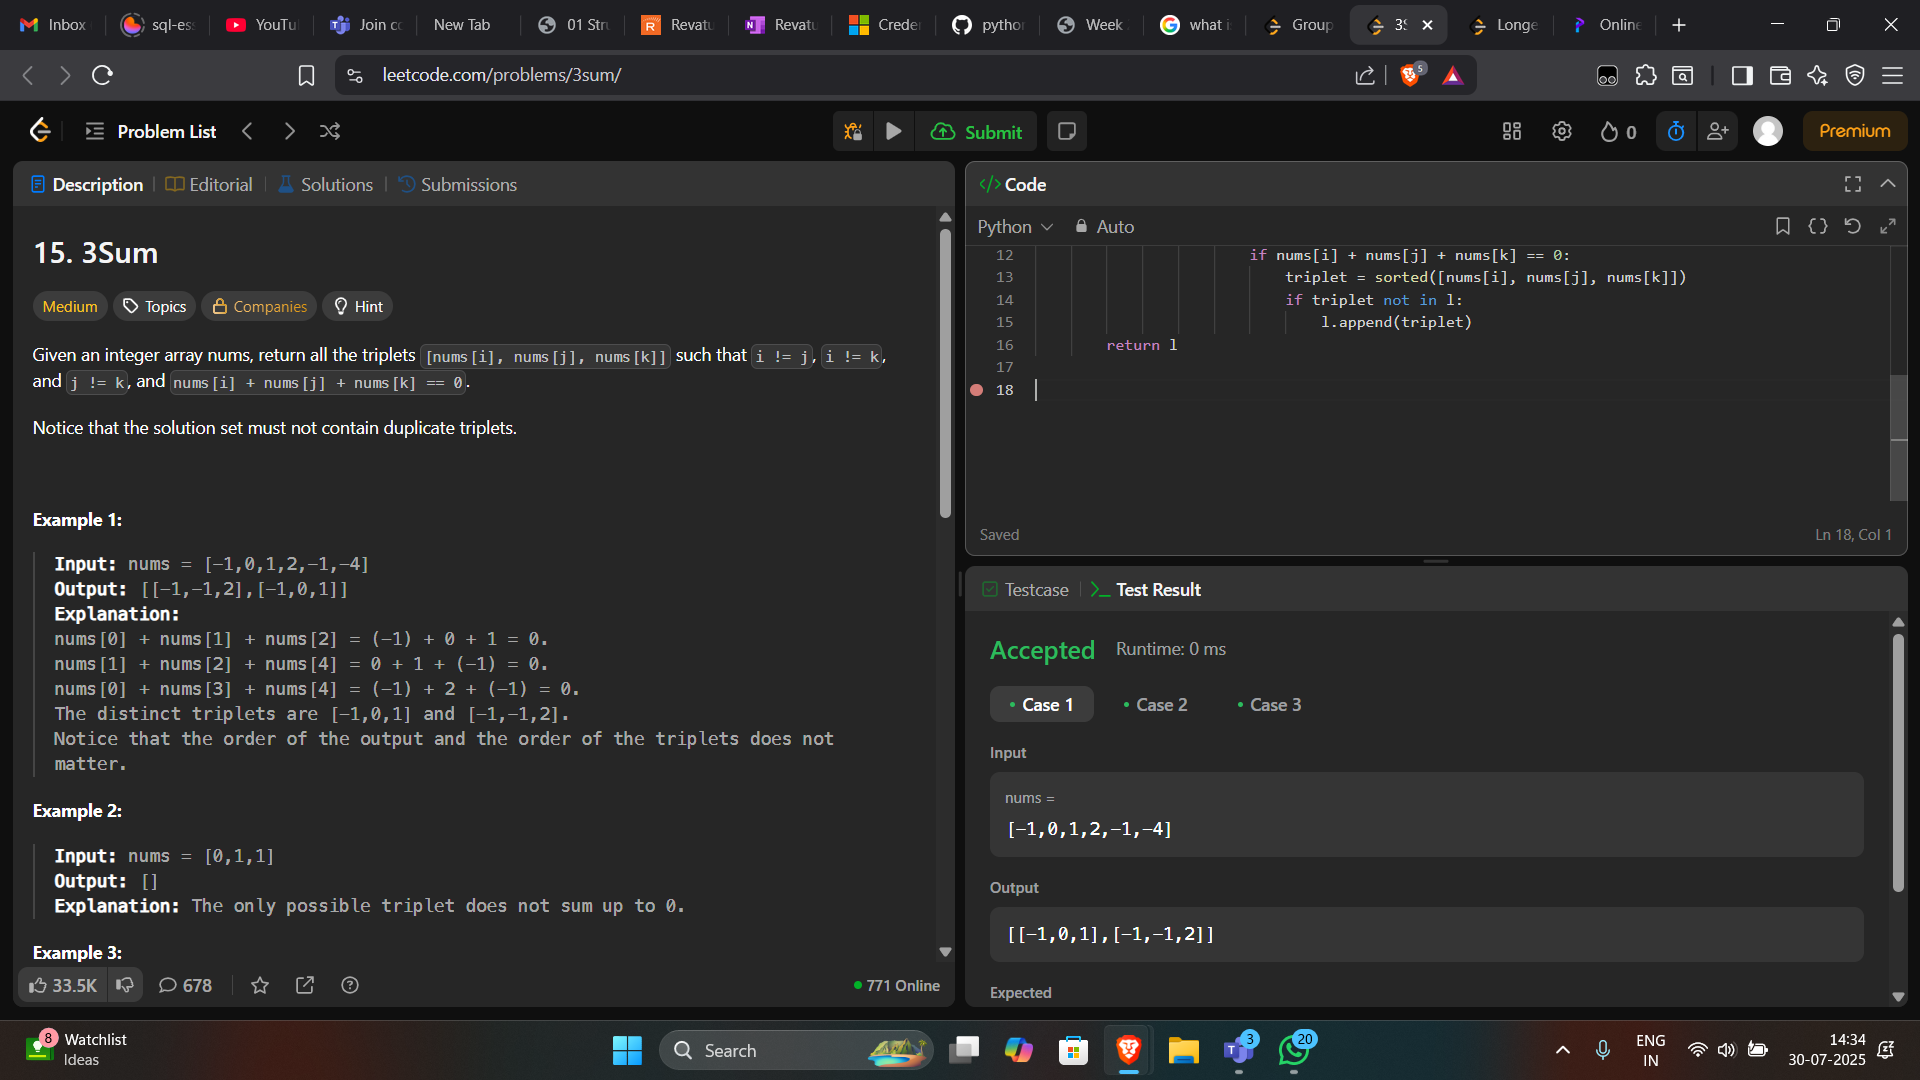 Inbox
sql-es
YouTu
Join co
New Tab
01 Stru
Revatu
Revatu
Creder
pythor
Week
what i
Group
3S
Longe
Online
leetcode.com/problems/3sum/
5
Problem List
Submit
0
Premium
Description
Editorial
Solutions
Submissions
15. 3Sum
Medium
Topics
Companies
Hint
Given an integer array nums, return all the triplets [nums[i], nums[j], nums[k]] such that i != j, i != k,
and j != k, and nums[i] + nums[j] + nums[k] == 0.
Notice that the solution set must not contain duplicate triplets.
Example 1:
Input: nums = [-1,0,1,2,-1,-4]
Output: [[-1,-1,2],[-1,0,1]]
Explanation:
nums[0] + nums[1] + nums[2] = (-1) + 0 + 1 = 0.
nums[1] + nums[2] + nums[4] = 0 + 1 + (-1) = 0.
nums[0] + nums[3] + nums[4] = (-1) + 2 + (-1) = 0.
The distinct triplets are [-1,0,1] and [-1,-1,2].
Notice that the order of the output and the order of the triplets does not
matter.
Example 2:
Input: nums = [0,1,1]
Output: []
Explanation: The only possible triplet does not sum up to 0.
Example 3:
33.5K
678
771 Online
</> Code
Python
Auto
12 if nums[i] + nums[j] + nums[k] == 0:
13 triplet = sorted([nums[i], nums[j], nums[k]])
14 if triplet not in l:
15 l.append(triplet)
16 return l
17
18
Saved
Ln 18, Col 1
Testcase
Test Result
Accepted
Runtime: 0 ms
Case 1
Case 2
Case 3
Input
nums =
[-1,0,1,2,-1,-4]
Output
[[-1,0,1],[-1,-1,2]]
Expected
8
Watchlist
Ideas
Search
3
20
ENG
IN
14:34
30-07-2025